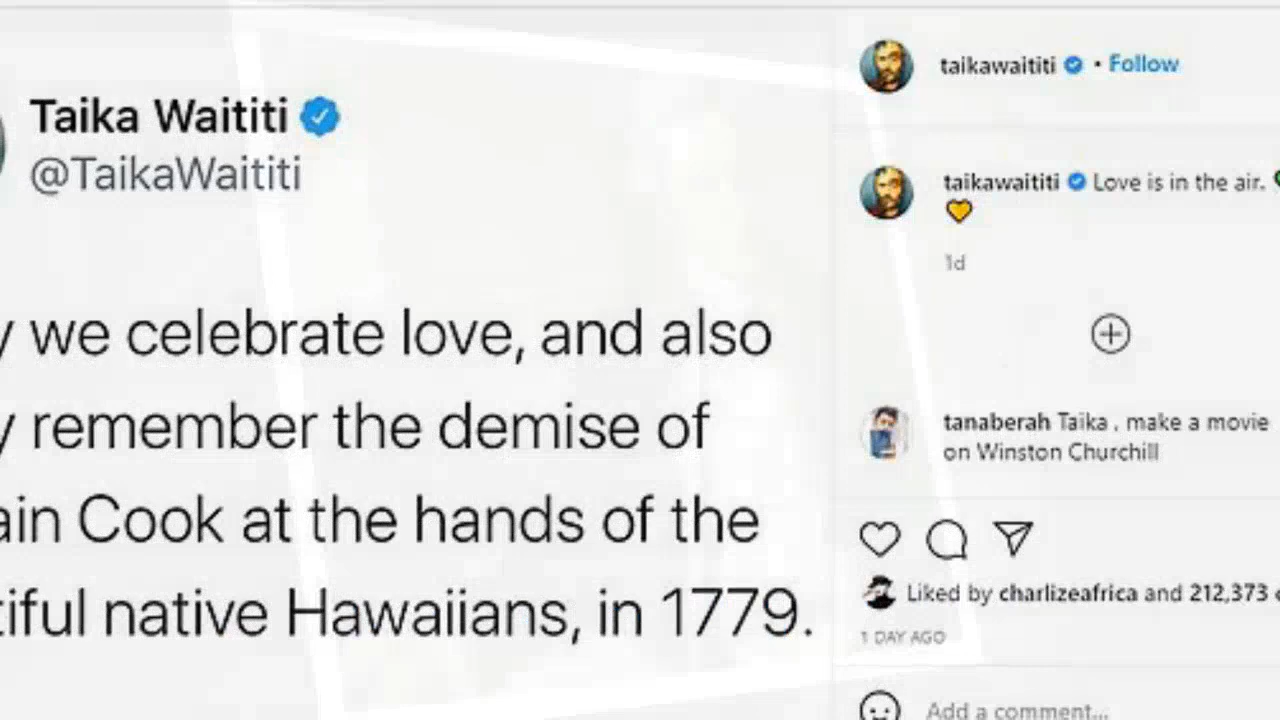 Taika Waititi
@TaikaWaititi
y we celebrate love, and also
y remember the demise of
ain Cook at the hands of the
tiful native Hawaiians, in 1779.
taikawaititi • Follow
taikawaititi Love is in the air.
1d
tanaberah Taika , make a movie
on Winston Churchill
Liked by charlizeafrica and 212,373
1 DAY AGO
Add a comment...